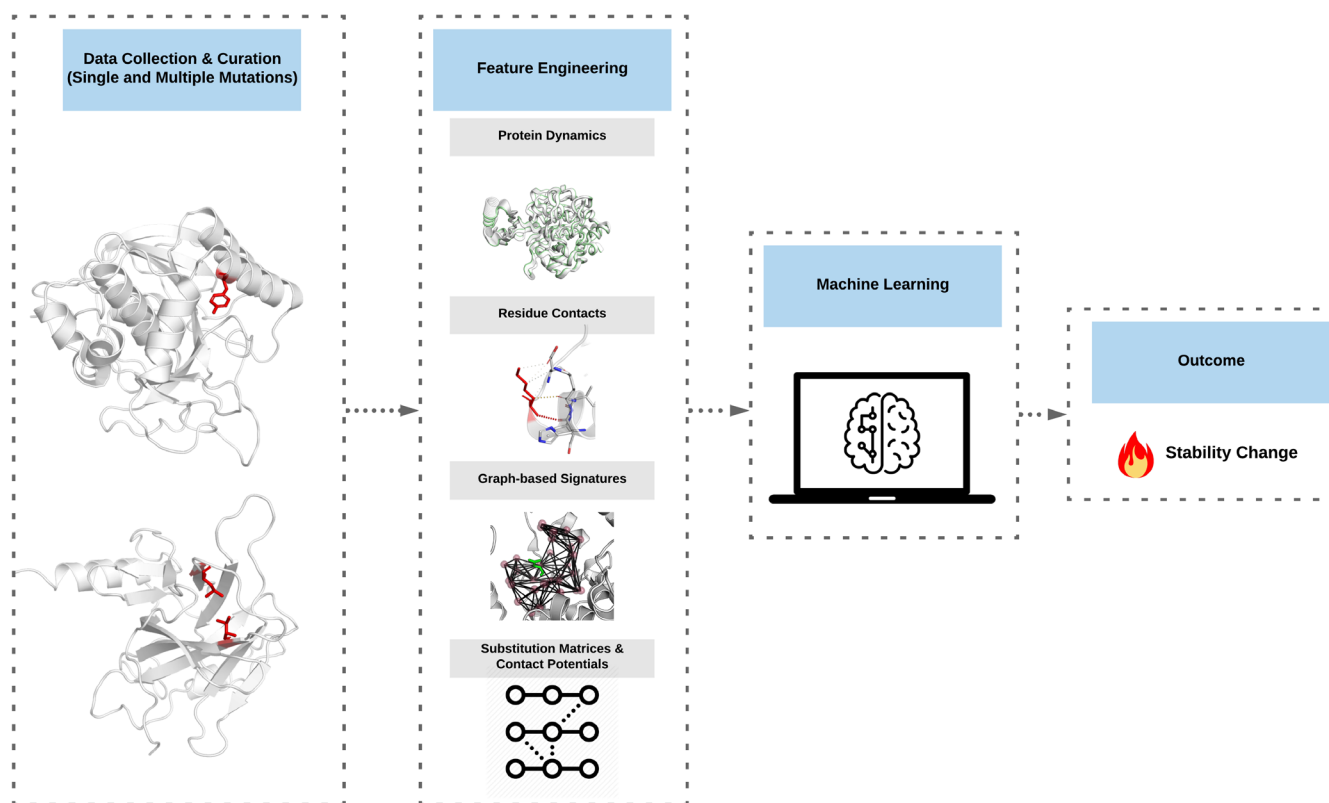 Data Collection & Curation
(Single and Multiple Mutations)
Feature Engineering
Protein Dynamics
Residue Contacts
Graph-based Signatures
Substitution Matrices &
Contact Potentials
Machine Learning
Outcome
Stability Change